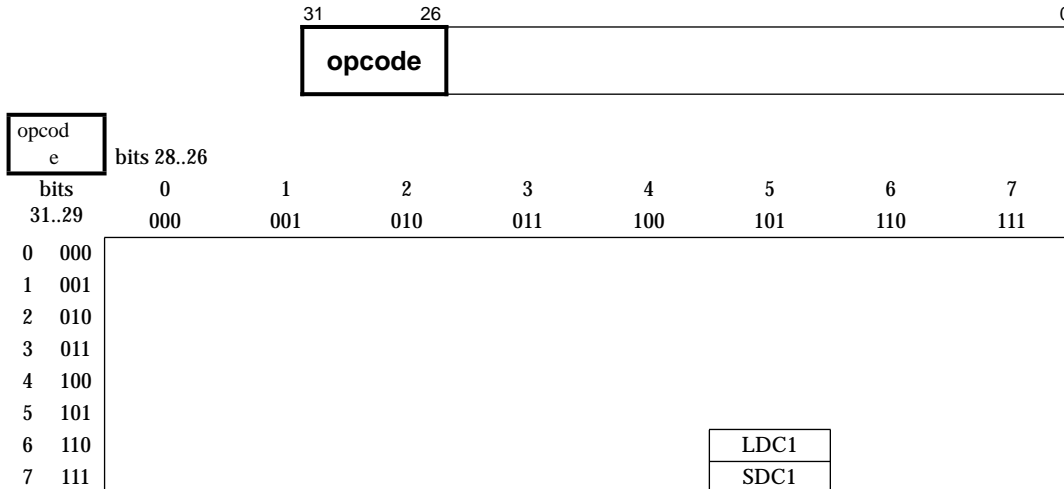 31 26 0
opcode
opcod
e bits 28..26
bits 0 1 2 3 4 5 6 7
31..29 000 001 010 011 100 101 110 111
0 000
1 001
2 010
3 011
4 100
5 101
6 110 LDC1
7 111 SDC1